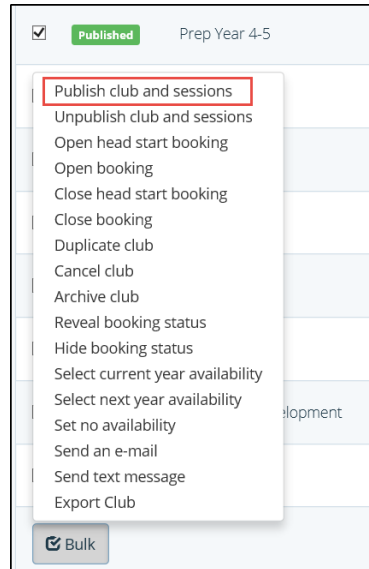 Published Prep Year 4-5
Publish club and sessions
Unpublish club and sessions
Open head start booking
Open booking
Close head start booking
Close booking
Duplicate club
Cancel club
Archive club
Reveal booking status
Hide booking status
Select current year availability
Select next year availability
elopment
Set no availability
Send an e-mail
Send text message
Export Club
Bulk